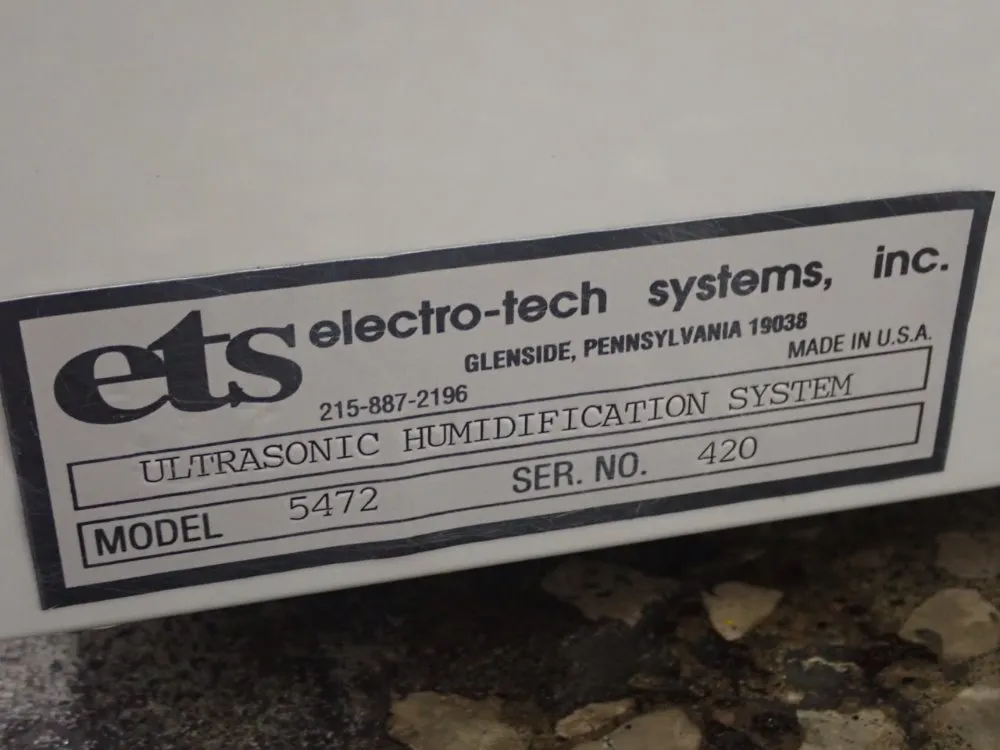 ets electro-tech systems, inc.
GLENSIDE, PENNSYLVANIA 19038
215-887-2196 MADE IN U.S.A.
ULTRASONIC HUMIDIFICATION SYSTEM
MODEL 5472 SER. NO. 420